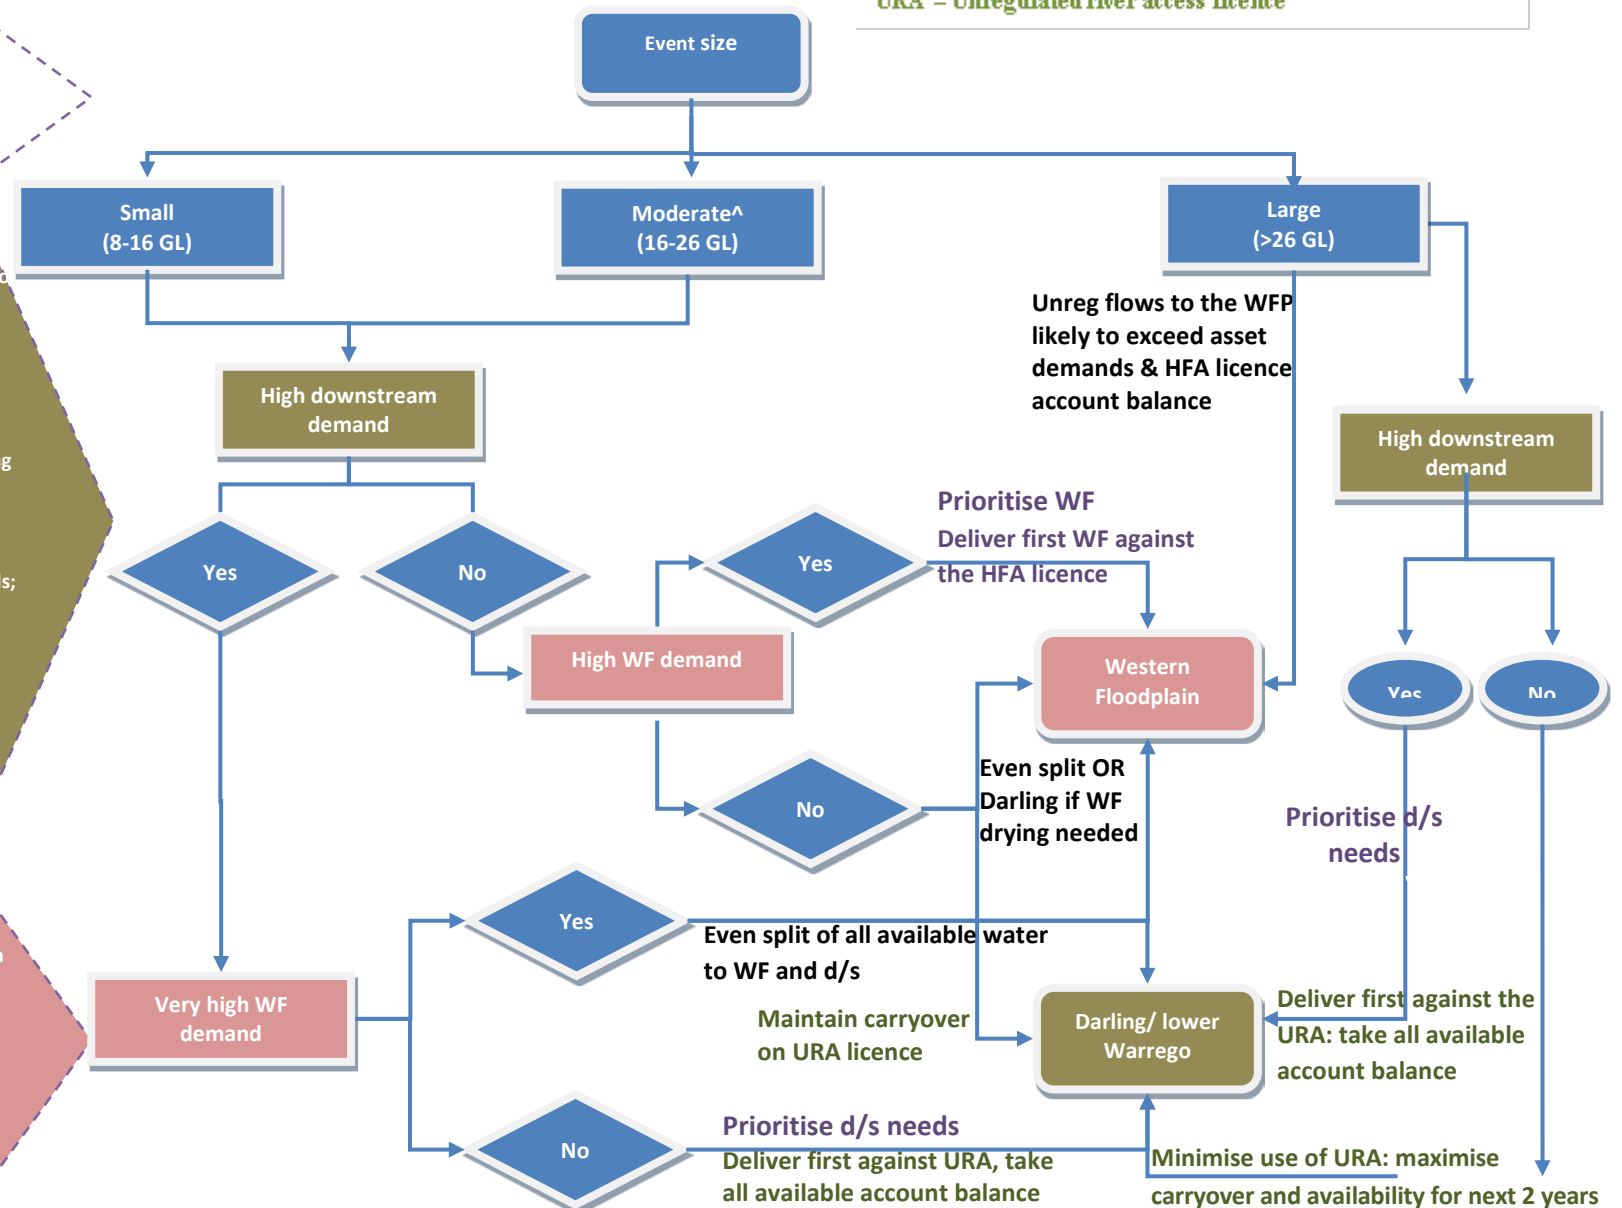 URA – Unregulated river access licence
Event size
Small
(8-16 GL)
Moderate^
(16-26 GL)
Large
(>26 GL)
Unreg flows to the WFP
likely to exceed asset
demands & HFA licence
account balance
High downstream
demand
High downstream
demand
Yes
No
Prioritise WF
Deliver first WF against
the HFA licence
Yes
High WF demand
Western
Floodplain
Yes
No
No
Even split OR
Darling if WF
drying needed
Prioritise d/s
needs
Yes
Even split of all available water
to WF and d/s
Very high WF
demand
Maintain carryover
on URA licence
Darling/ lower
Warrego
Deliver first against the
URA: take all available
account balance
No
Prioritise d/s needs
Deliver first against URA, take
all available account balance
Minimise use of URA: maximise
carryover and availability for next 2 years